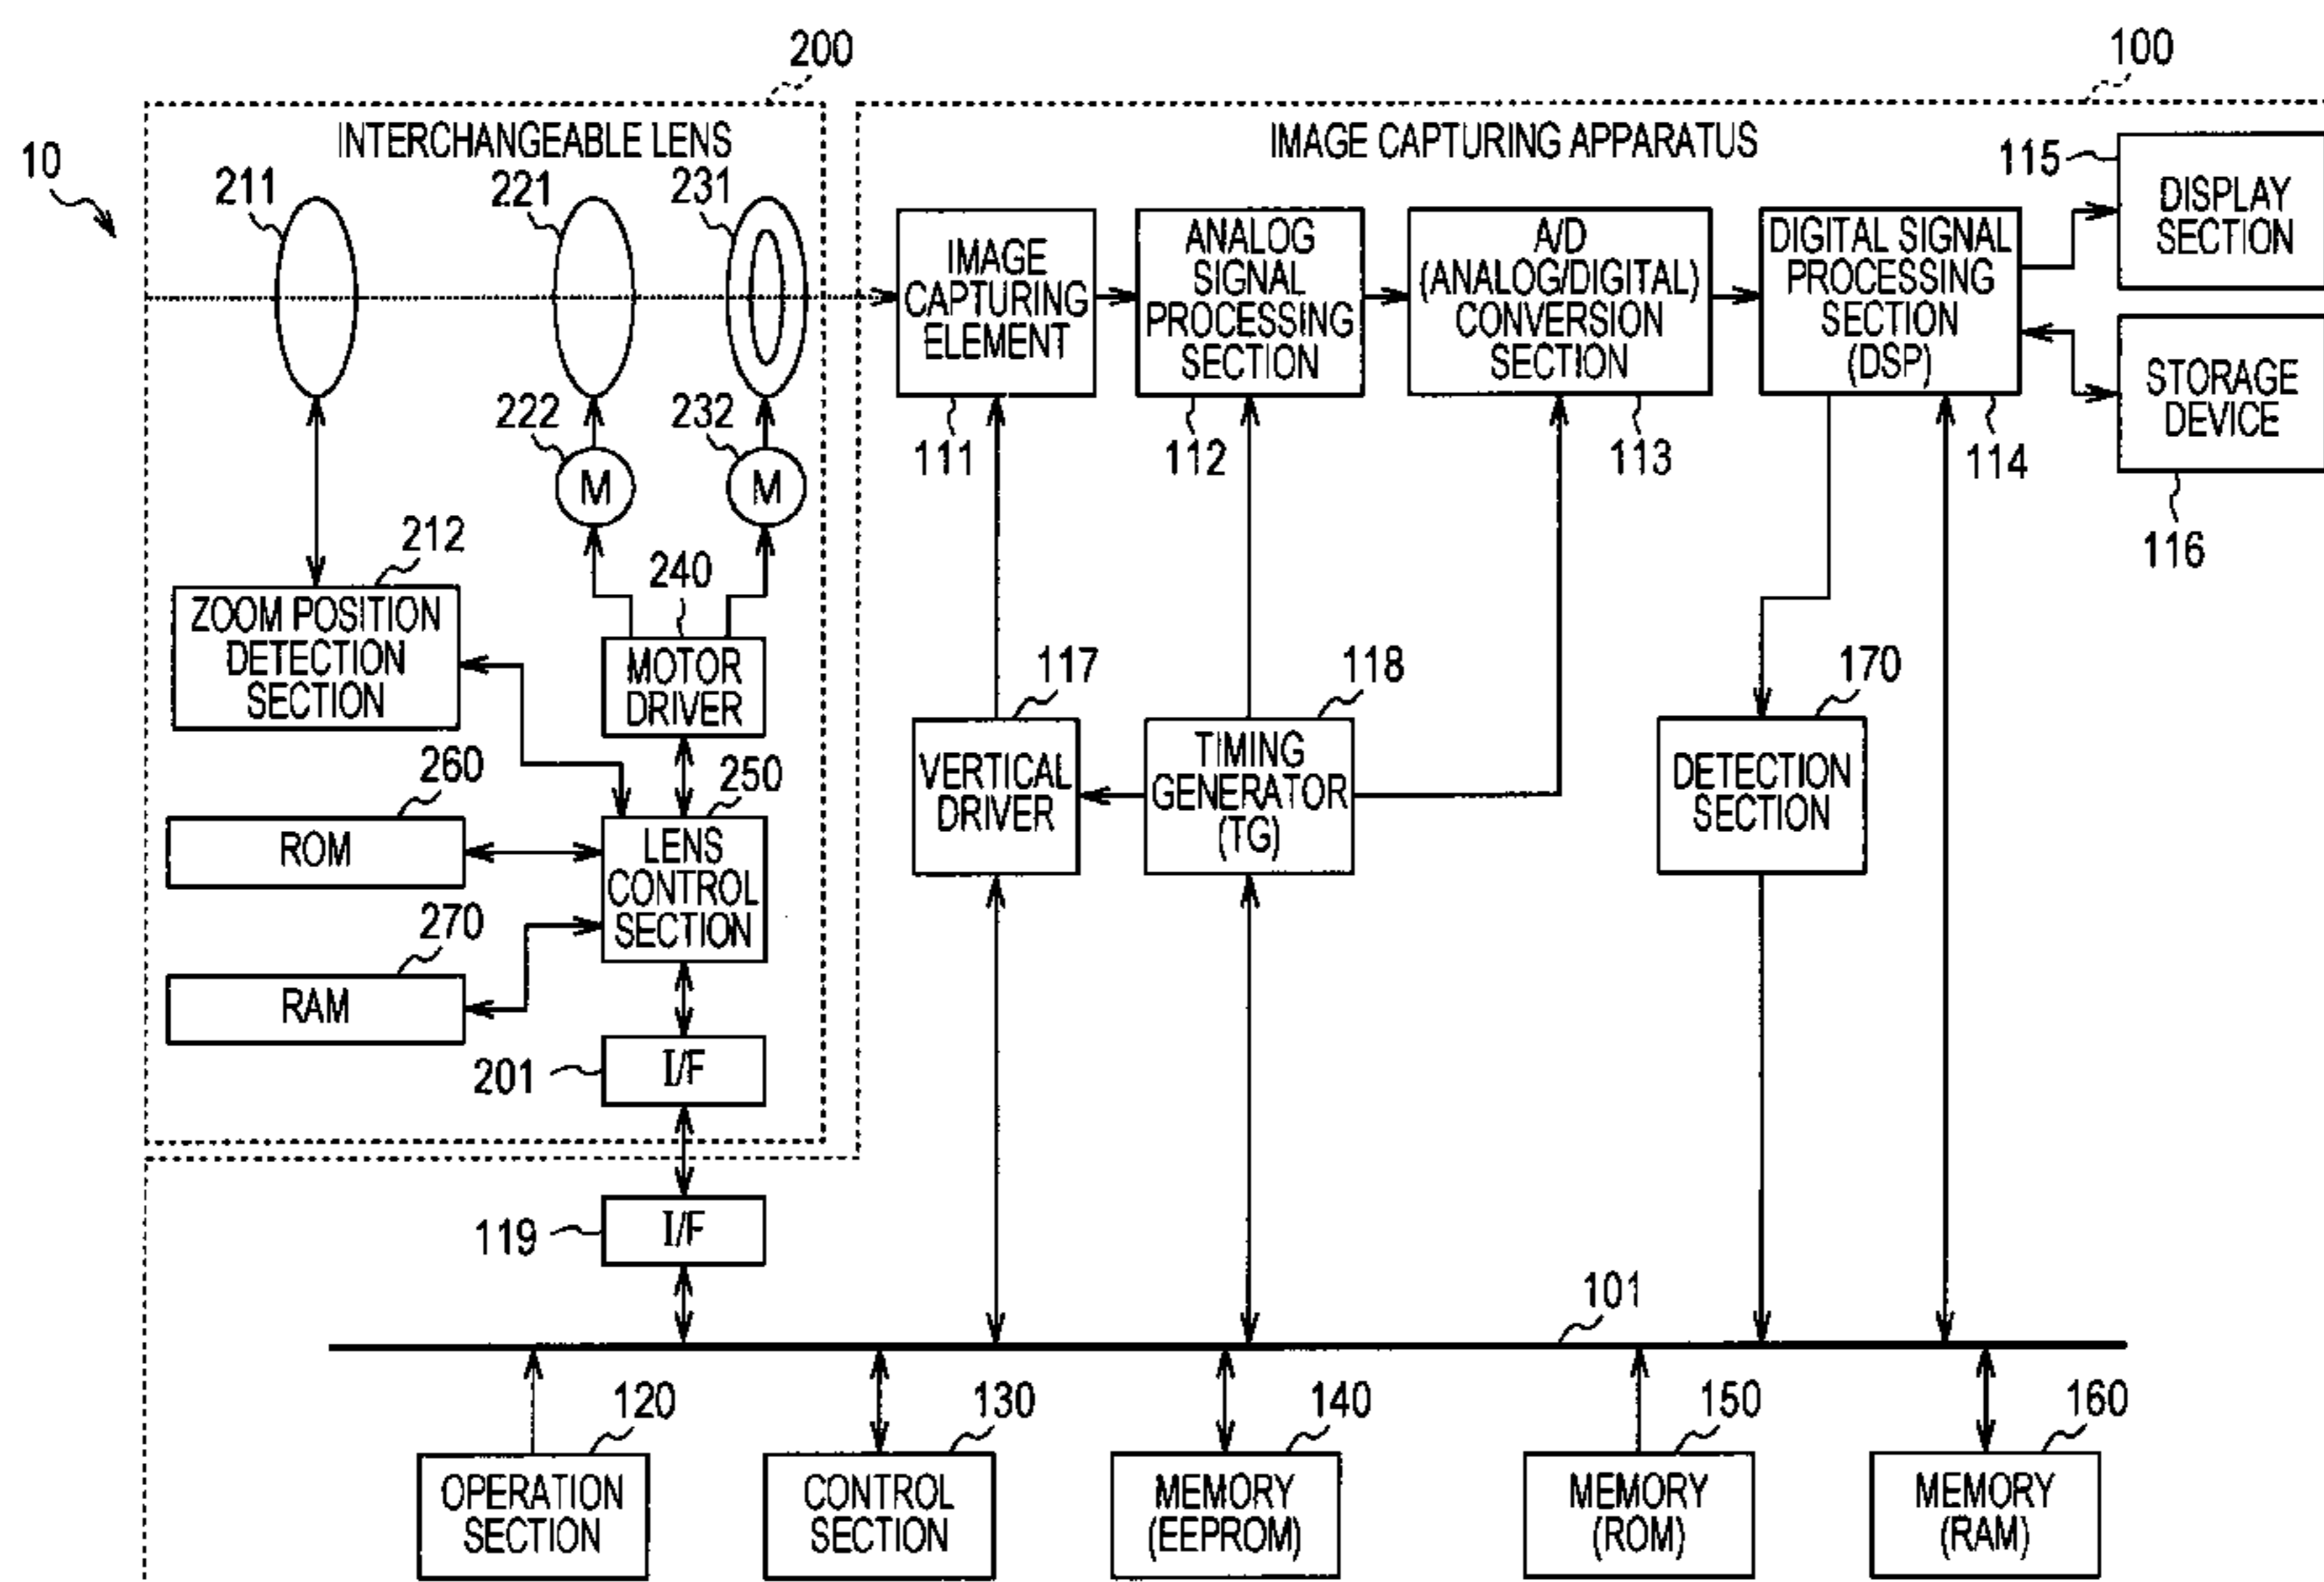 200
100
10
INTERCHANGEABLE LENS
IMAGE CAPTURING APPARATUS
211
221
231
115
DISPLAY
SECTION
IMAGE
CAPTURING
ELEMENT
111
ANALOG
SIGNAL
PROCESSING
SECTION
112
A/D
(ANALOG/DIGITAL)
CONVERSION
SECTION
113
DIGITAL SIGNAL
PROCESSING
SECTION
(DSP)
114
STORAGE
DEVICE
116
222
M
232
M
212
ZOOM POSITION
DETECTION
SECTION
240
MOTOR
DRIVER
117
VERTICAL
DRIVER
118
TIMING
GENERATOR
(TG)
170
DETECTION
SECTION
260
ROM
250
LENS
CONTROL
SECTION
270
RAM
201
I/F
119
I/F
101
120
OPERATION
SECTION
130
CONTROL
SECTION
140
MEMORY
(EEPROM)
150
MEMORY
(ROM)
160
MEMORY
(RAM)